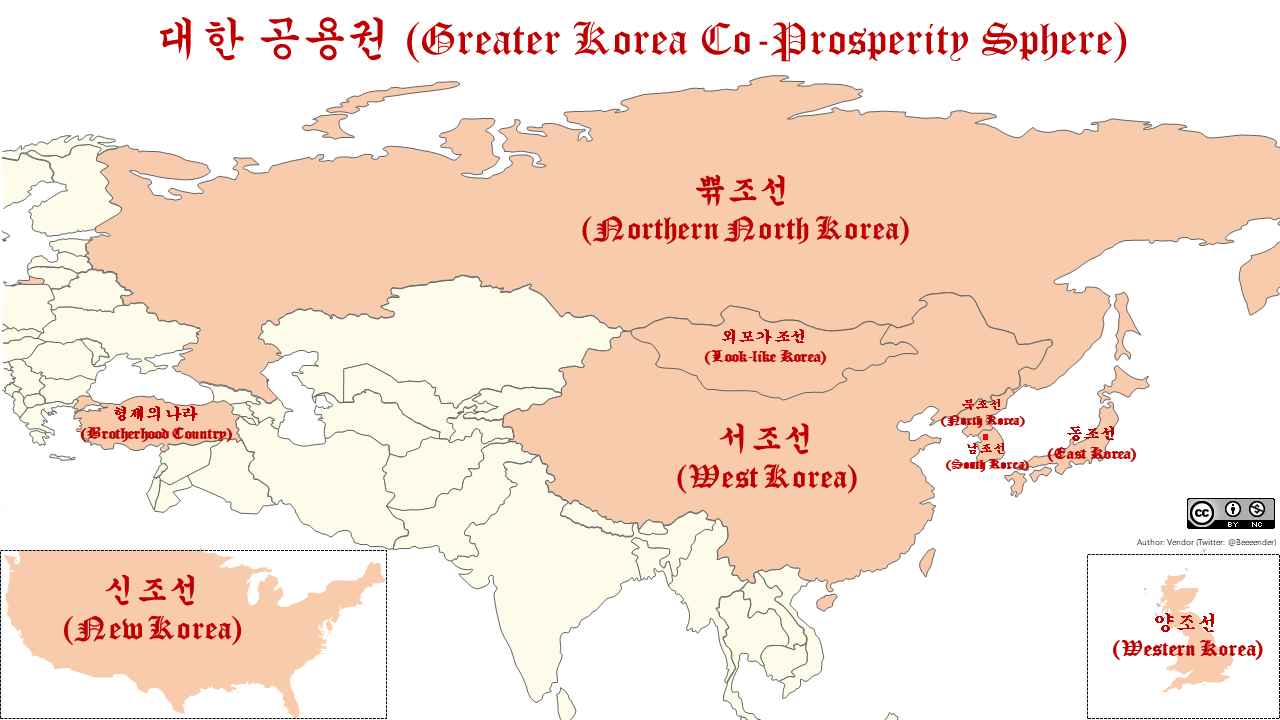 대한 공용권 (Greater Korea Co-Prosperity Sphere)
쀾조선
(Northern North Korea)
외모가 조선
(Look-like Korea)
형제의 나라
(Brotherhood Country)
북조선
(North Korea)
서조선
(West Korea)
남조선
(South Korea)
동조선
(East Korea)
cc
BY NC
Author: Vendor (Twitter: @Beeeender)
신조선
(New Korea)
양조선
(Western Korea)